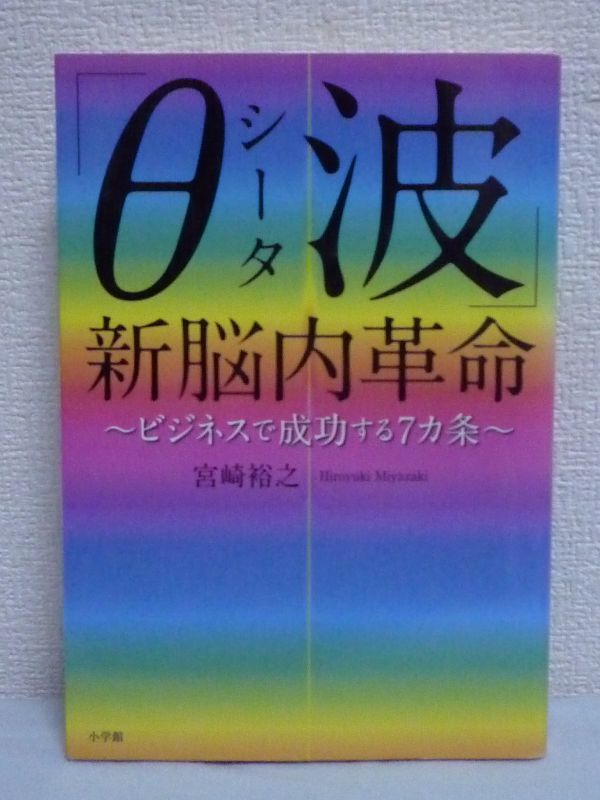 「θ波」
シータ
新脳内革命
～ビジネスで成功する7カ条～
宮崎裕之 Hiroyuki Miyazaki
小学館